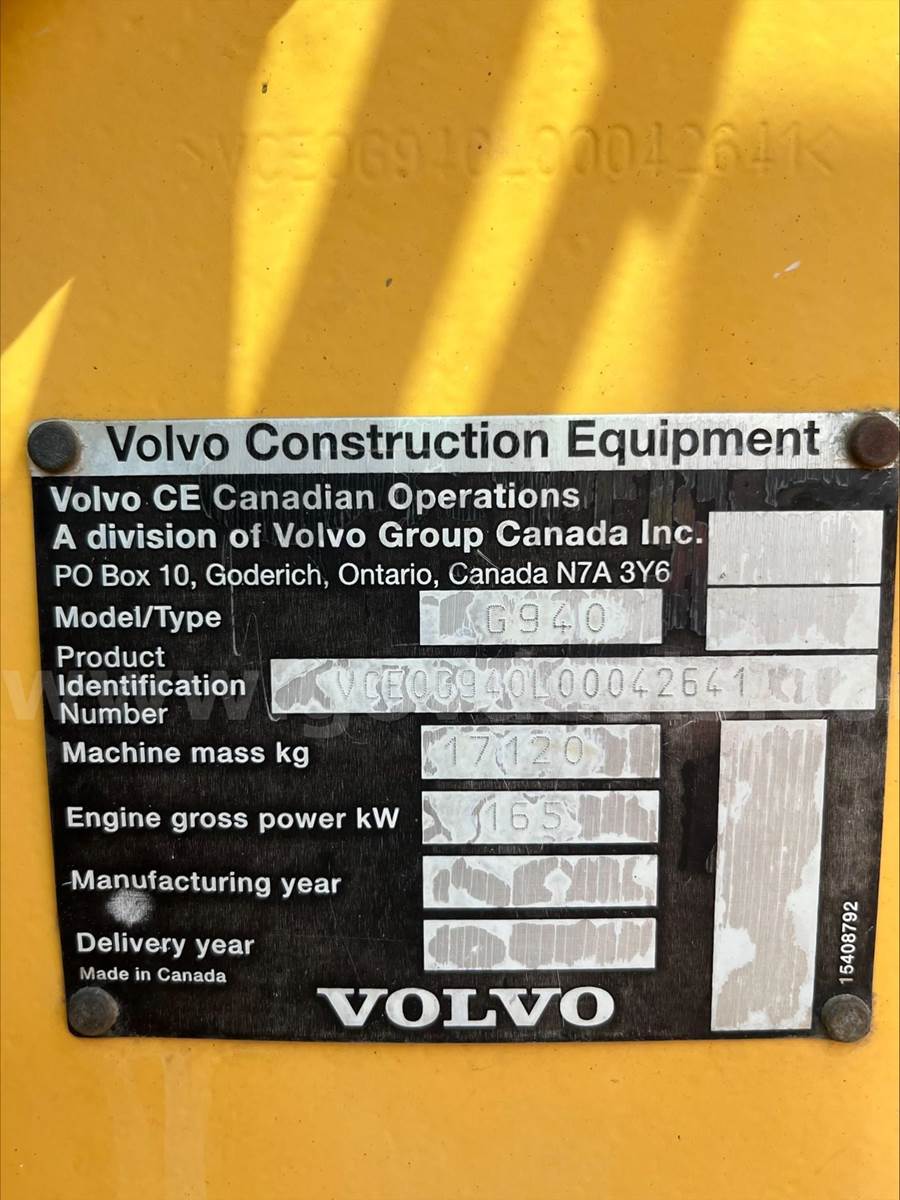 >VCE0G940L00042641<
Volvo Construction Equipment
Volvo CE Canadian Operations
A division of Volvo Group Canada Inc.
PO Box 10, Goderich, Ontario, Canada N7A 3Y6
Model/Type G940
Product
Identification VCE0G940L00042641
Number
Machine mass kg 17120
Engine gross power kW 165
Manufacturing year
Delivery year
Made in Canada
15408792
VOLVO